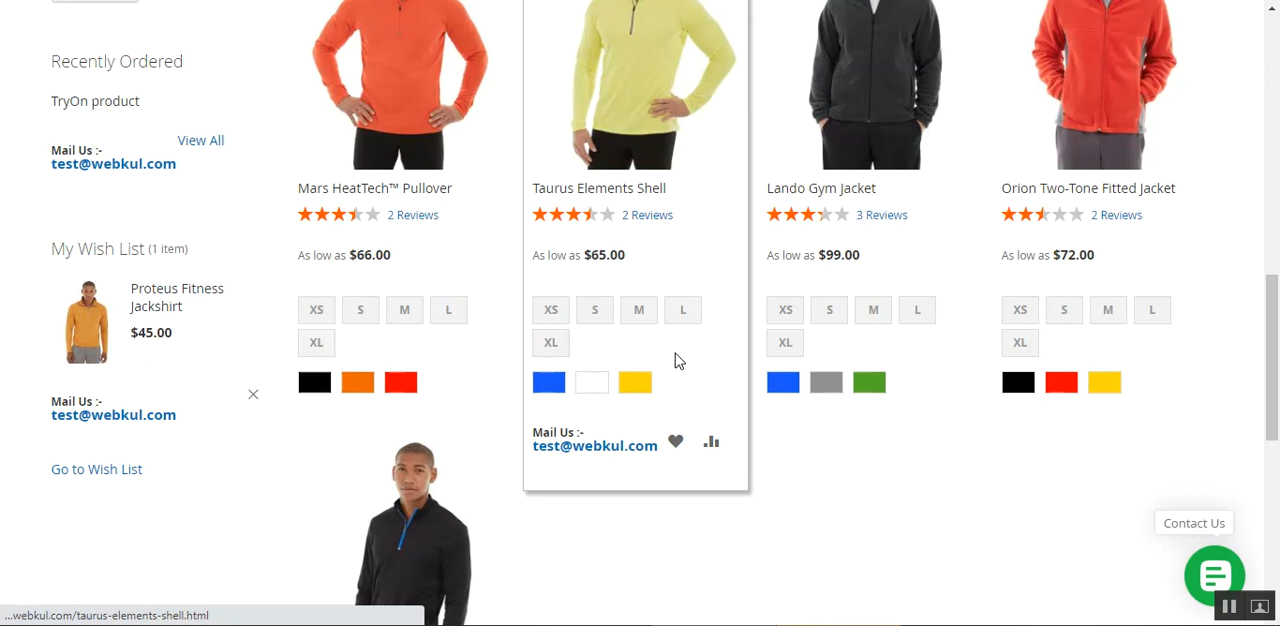 Recently Ordered
TryOn product
View All
Mail Us :-
test@webkul.com
My Wish List (1 item)
Proteus Fitness
Jackshirt
$45.00
Mail Us :-
test@webkul.com
Go to Wish List
Mars HeatTech™ Pullover
2 Reviews
As low as $66.00
XS S M L
XL
Taurus Elements Shell
2 Reviews
As low as $65.00
XS S M L
XL
Mail Us :-
test@webkul.com
Lando Gym Jacket
3 Reviews
As low as $99.00
XS S M L
XL
Orion Two-Tone Fitted Jacket
2 Reviews
As low as $72.00
XS S M L
XL
Contact Us
...webkul.com/taurus-elements-shell.html